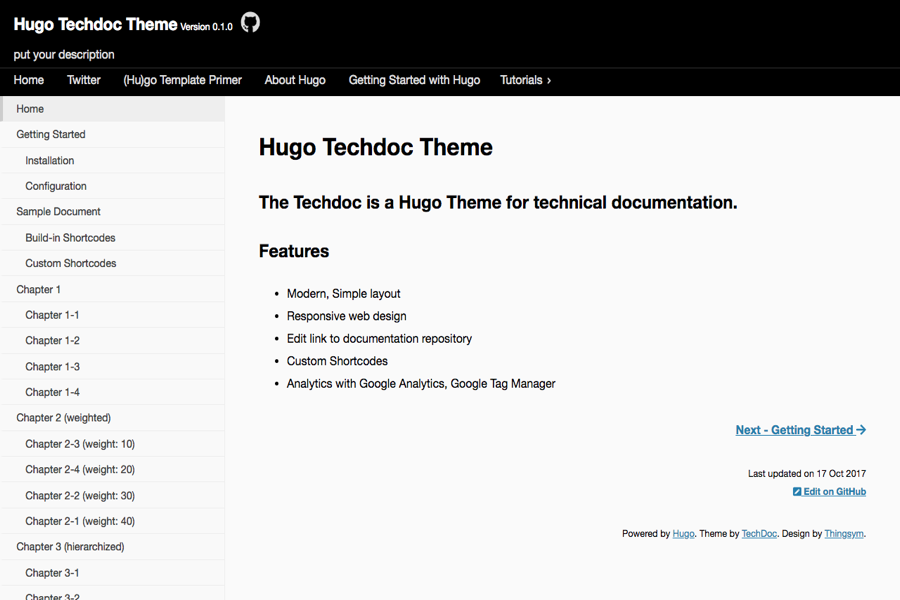 Hugo Techdoc Theme Version 0.1.0
put your description
Home Twitter (Hu)go Template Primer About Hugo Getting Started with Hugo Tutorials ›
Home
Getting Started
Installation
Configuration
Sample Document
Build-in Shortcodes
Custom Shortcodes
Chapter 1
Chapter 1-1
Chapter 1-2
Chapter 1-3
Chapter 1-4
Chapter 2 (weighted)
Chapter 2-3 (weight: 10)
Chapter 2-4 (weight: 20)
Chapter 2-2 (weight: 30)
Chapter 2-1 (weight: 40)
Chapter 3 (hierarchized)
Chapter 3-1
Chapter 3-2
Hugo Techdoc Theme
The Techdoc is a Hugo Theme for technical documentation.
Features
• Modern, Simple layout
• Responsive web design
• Edit link to documentation repository
• Custom Shortcodes
• Analytics with Google Analytics, Google Tag Manager
Next - Getting Started →
Last updated on 17 Oct 2017
Edit on GitHub
Powered by Hugo. Theme by TechDoc. Design by Thingsym.